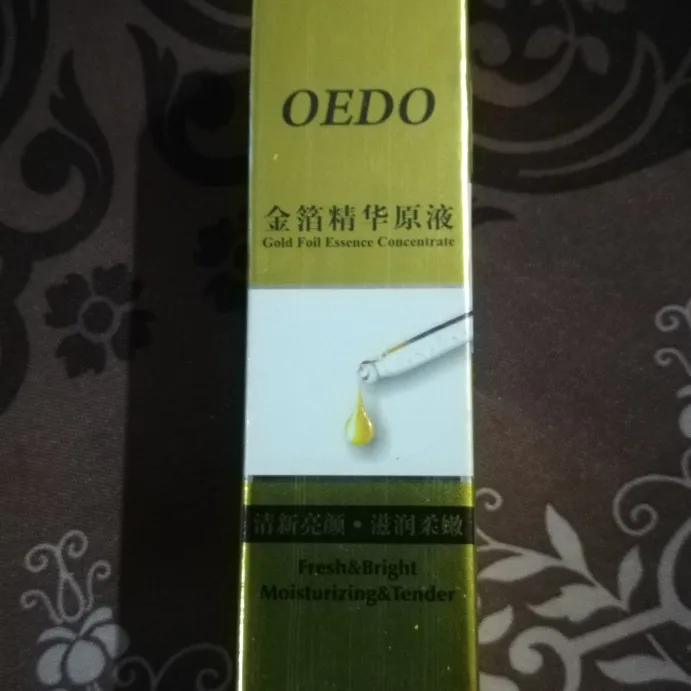 OEDO
金箔精华原液
Gold Foil Essence Concentrate
清新亮颜·滋润柔嫩
Fresh&Bright
Moisturizing&Tender